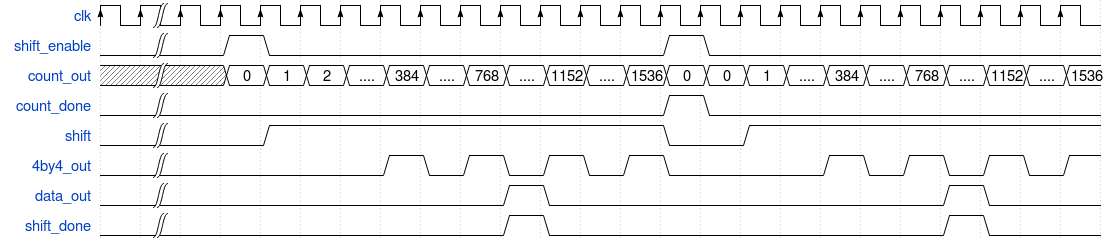 clk
shift_enable
count_out 0 1 2 .... 384 .... 768 .... 1152 .... 1536 0 0 1 .... 384 .... 768 .... 1152 .... 1536
count_done
shift
4by4_out
data_out
shift_done